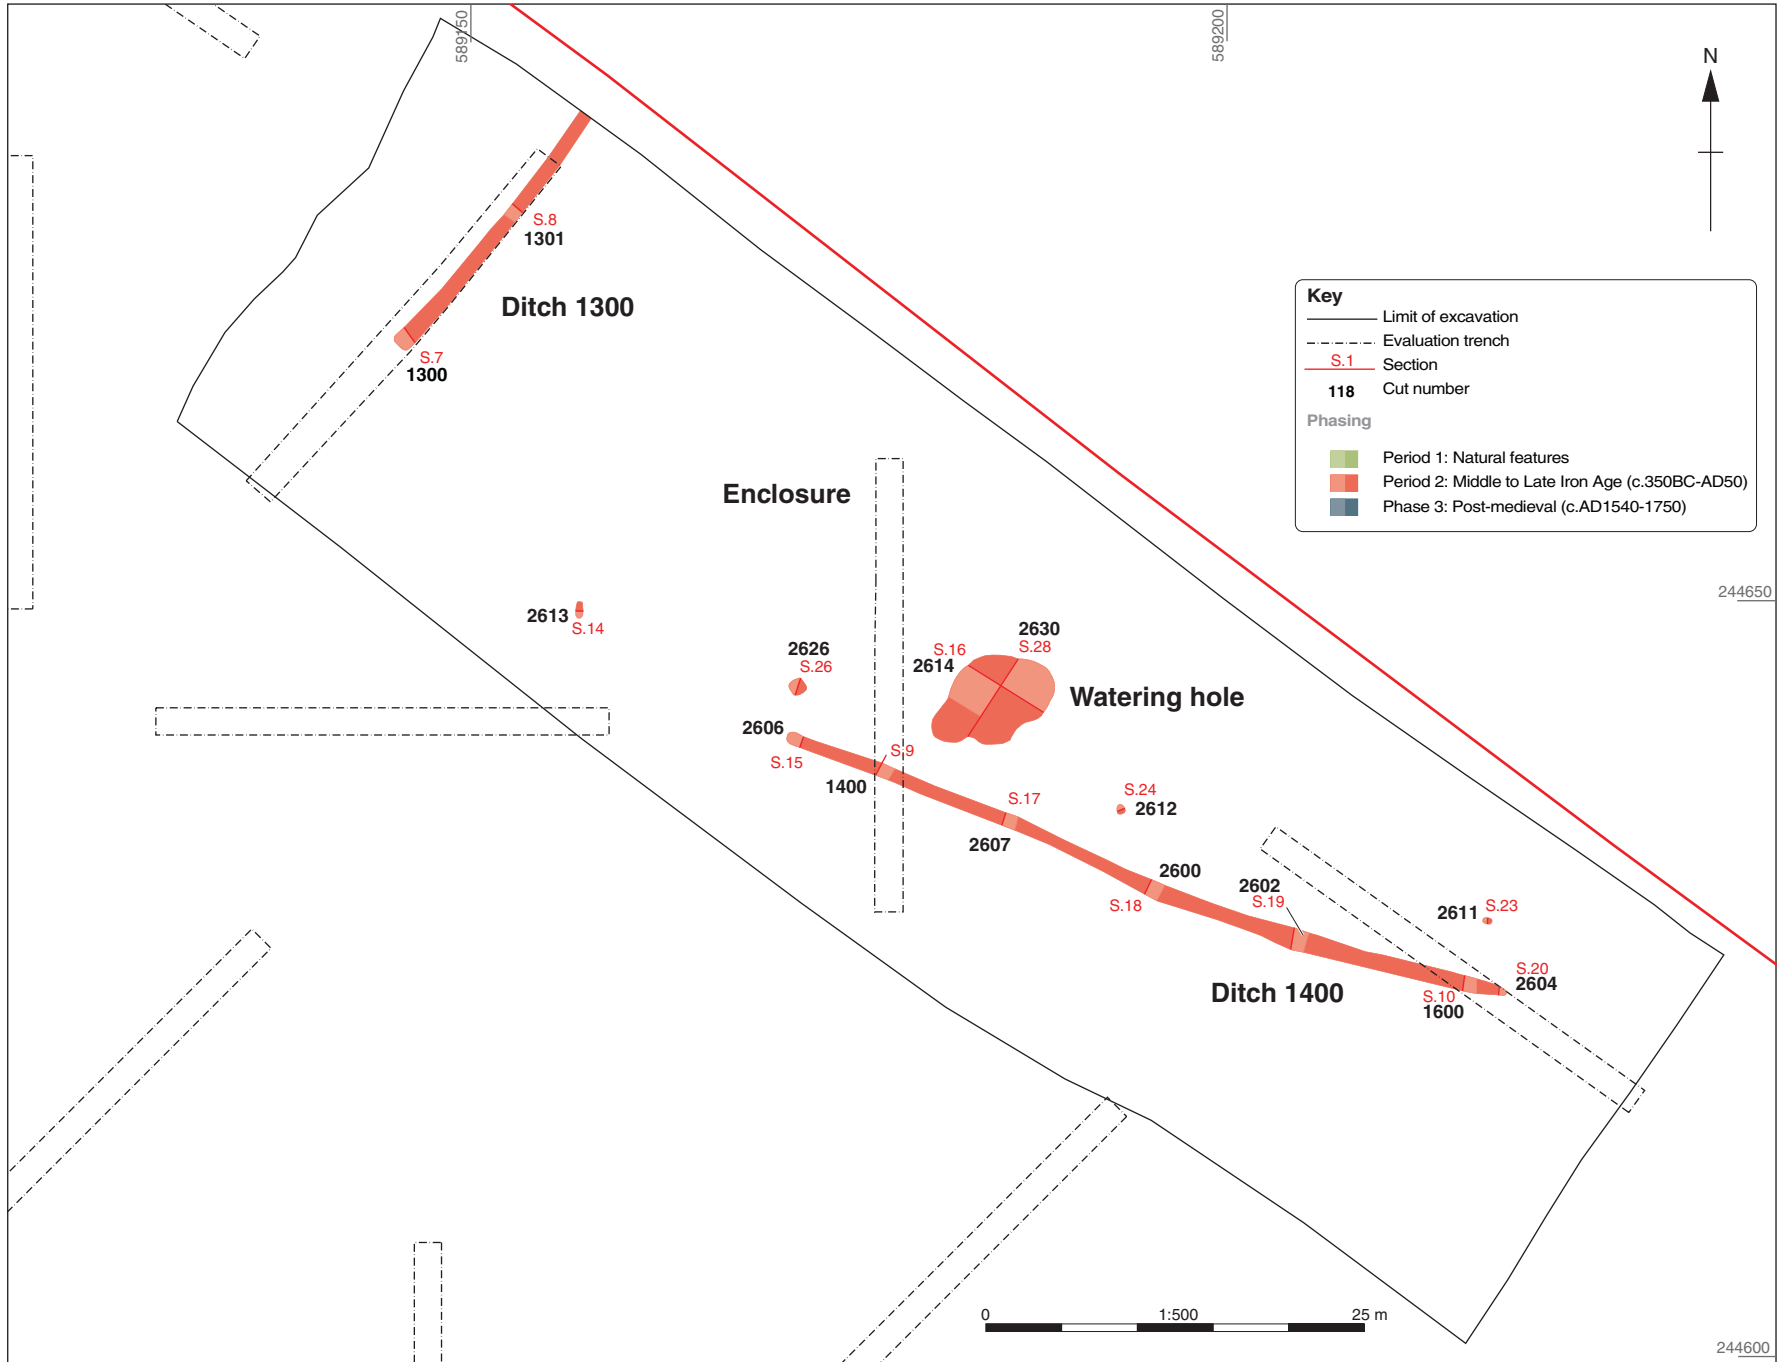 589150
589200
N
S.8
1301
Ditch 1300
S.7
1300
Key
Limit of excavation
Evaluation trench
S.1
Section
118
Cut number
Phasing
Period 1: Natural features
Period 2: Middle to Late Iron Age (c.350BC-AD50)
Phase 3: Post-medieval (c.AD1540-1750)
Enclosure
244650
2613
S.14
2626
S.26
2630
S.16
S.28
2614
Watering hole
2606
S.15
S.9
1400
S.17
2607
S.24
2612
2600
S.18
2602
S.19
2611
S.23
Ditch 1400
S.20
2604
S.10
1600
0
1:500
25 m
244600